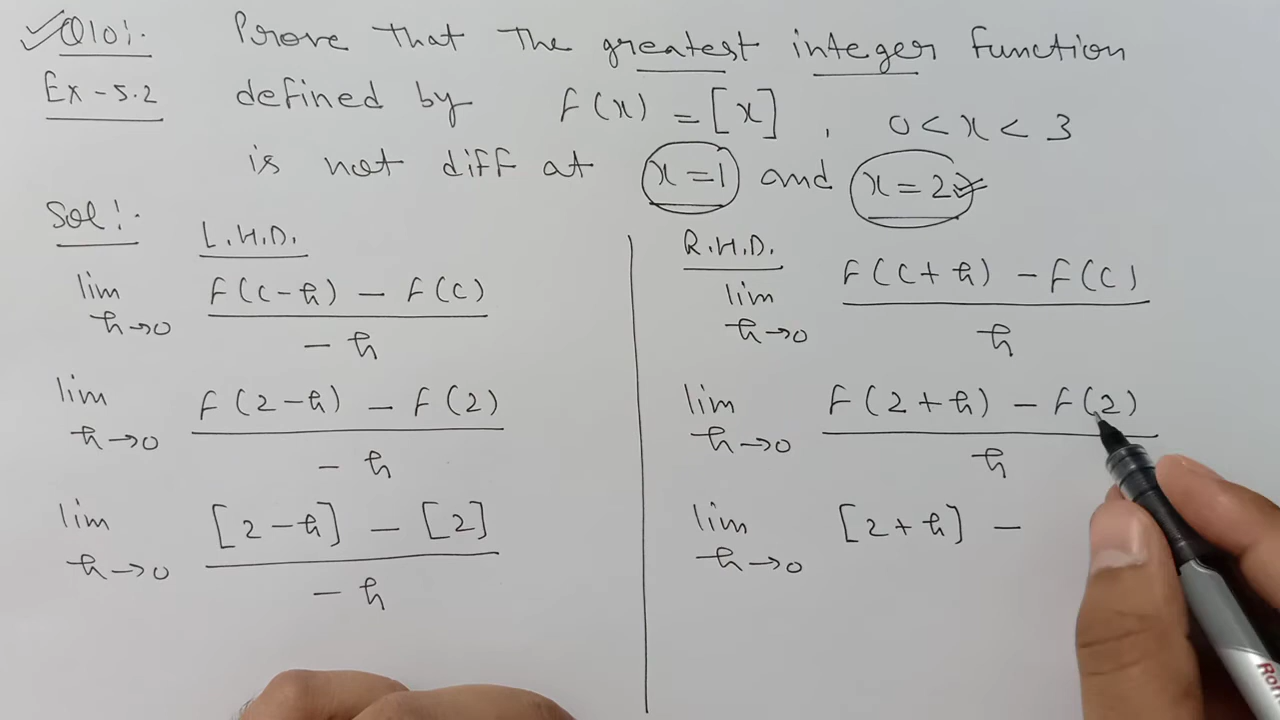 Q10:. Prove that the greatest integer function
Ex-5.2 defined by f(x) = [x] , 0 < x < 3
is not diff at x=1 and x=2
Sol:.
L.H.D.
lim h→0 f(c-h) - f(c) / -h
lim h→0 f(2-h) - f(2) / -h
lim h→0 [2-h] - [2] / -h
R.H.D.
lim h→0 f(c+h) - f(c) / h
lim h→0 f(2+h) - f(2) / h
lim h→0 [2+h] -